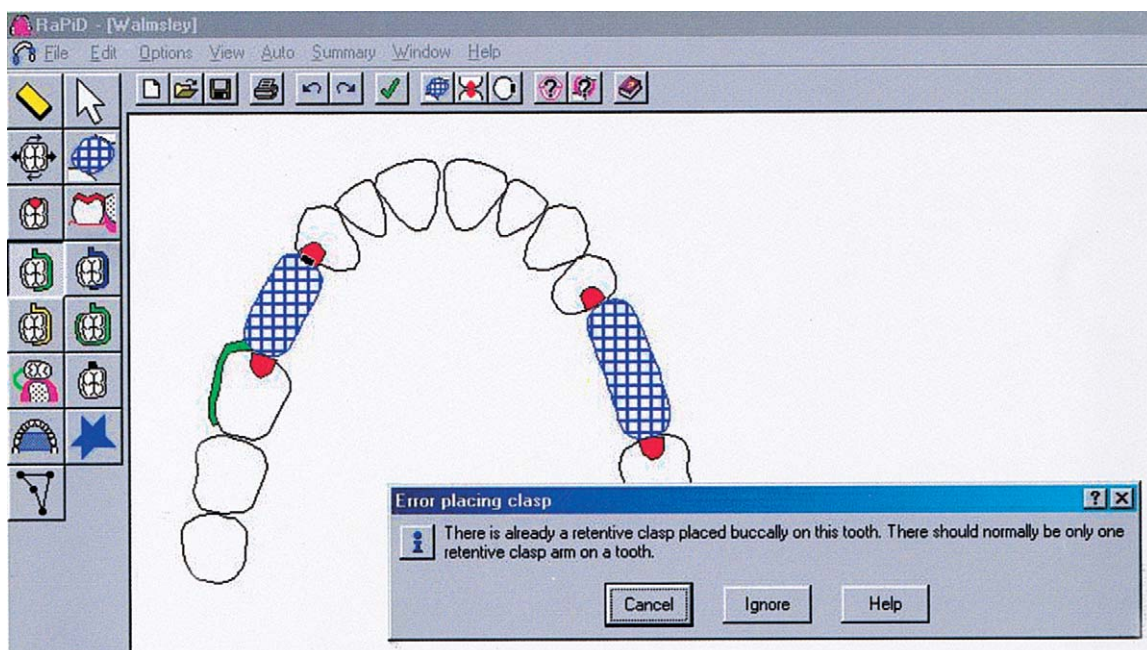 RaPiD - [Walmsley]
File Edit Options View Auto Summary Window Help
Error placing clasp
There is already a retentive clasp placed buccally on this tooth. There should normally be only one
retentive clasp arm on a tooth.
Cancel Ignore Help